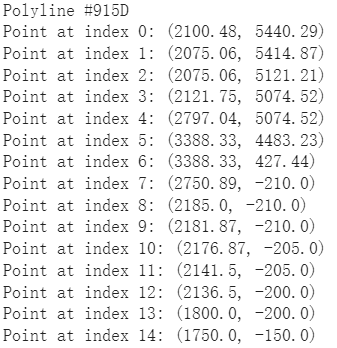 Polyline #915D
Point at index 0: (2100.48, 5440.29)
Point at index 1: (2075.06, 5414.87)
Point at index 2: (2075.06, 5121.21)
Point at index 3: (2121.75, 5074.52)
Point at index 4: (2797.04, 5074.52)
Point at index 5: (3388.33, 4483.23)
Point at index 6: (3388.33, 427.44)
Point at index 7: (2750.89, -210.0)
Point at index 8: (2185.0, -210.0)
Point at index 9: (2181.87, -210.0)
Point at index 10: (2176.87, -205.0)
Point at index 11: (2141.5, -205.0)
Point at index 12: (2136.5, -200.0)
Point at index 13: (1800.0, -200.0)
Point at index 14: (1750.0, -150.0)